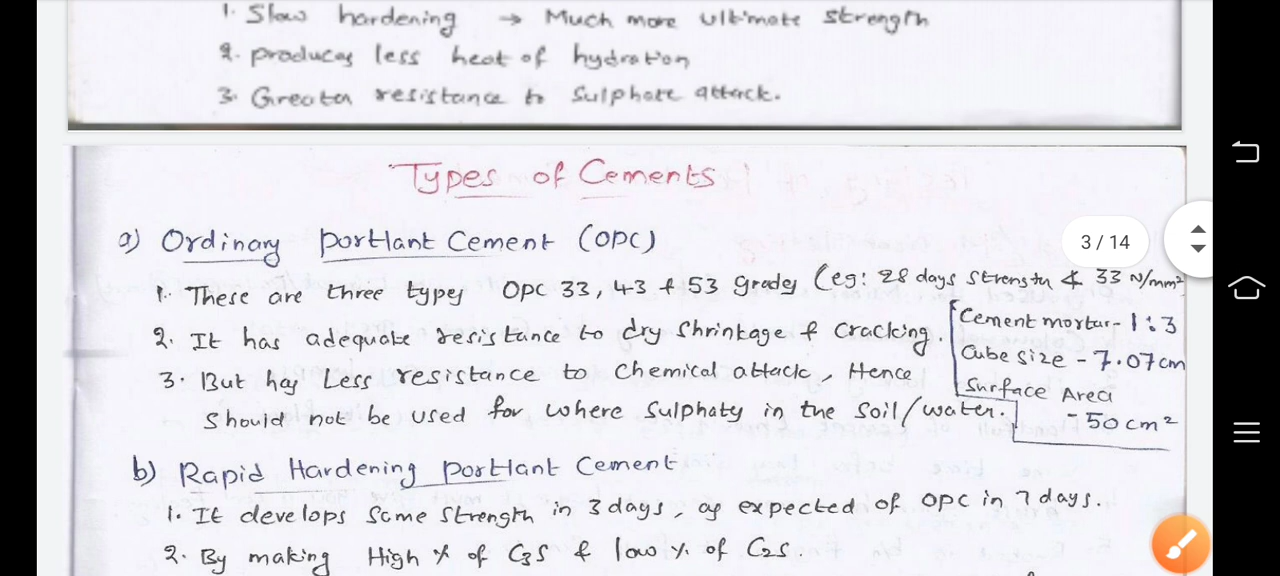 1. Slow hardening → Much more ultimate strength
2. produces less heat of hydration
3. Greater resistance to Sulphate attack.
Types of Cements
3 / 14
a) Ordinary portlant Cement (OPC)
1. These are three types OPC 33, 43 & 53 grades (eg: 28 days Strength ≮ 33 N/mm²
2. It has adequate resistance to dry Shrinkage & Cracking.
3. But has Less resistance to Chemical attack. Hence
Should not be used for where Sulphats in the Soil/water.
Cement mortar - 1:3
Cube Size - 7.07cm
Surface Area
- 50 cm²
b) Rapid Hardening portlant Cement
1. It develops Same Strength in 3 days, as expected of OPC in 7 days.
2. By making High % of C3S & low % of C2S.